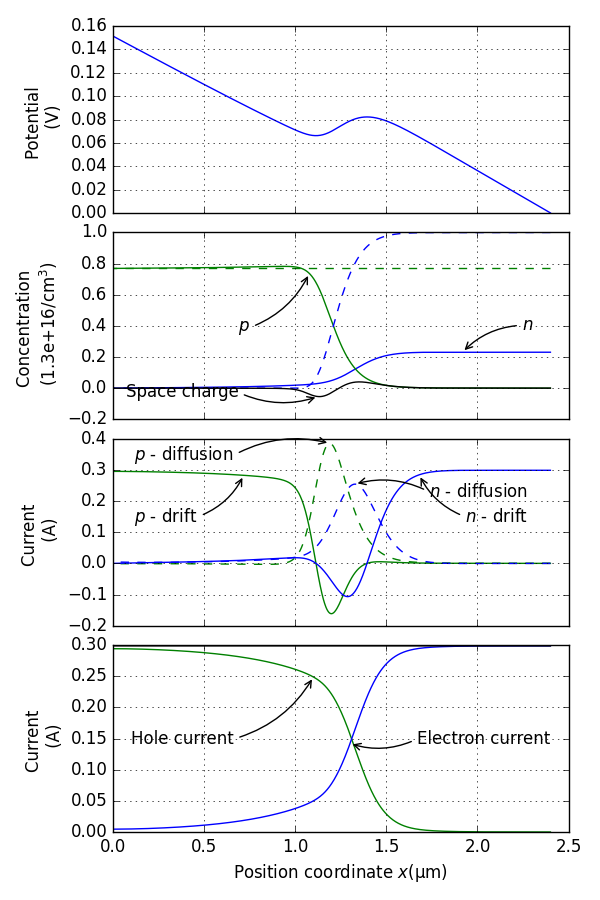 0.16
0.14
0.12
0.10
0.08
0.06
0.04
0.02
0.00
Potential
(V)
1.0
0.8
0.6
0.4
0.2
0.0
−0.2
Concentration
(1.3e+16/cm³)
p
n
Space charge
0.4
0.3
0.2
0.1
0.0
−0.1
−0.2
Current
(A)
p - diffusion
n - diffusion
p - drift
n - drift
0.30
0.25
0.20
0.15
0.10
0.05
0.00
Current
(A)
Hole current
Electron current
0.0
0.5
1.0
1.5
2.0
2.5
Position coordinate x(μm)